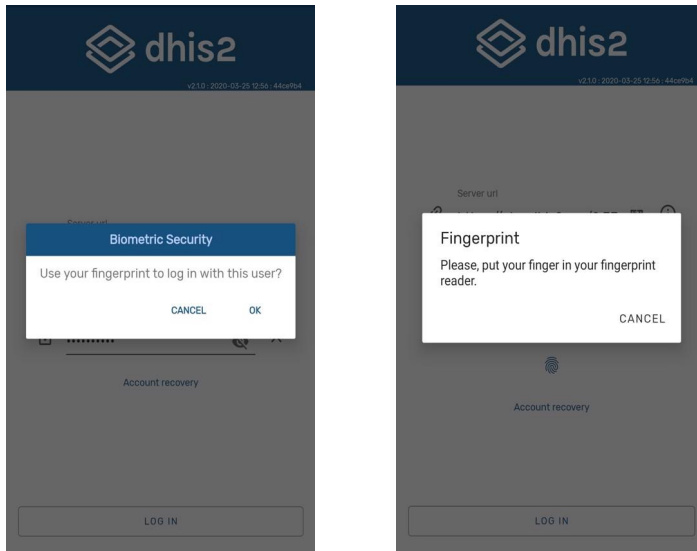 dhis2
v2.1.0 : 2020-03-25 12:56 : 44ce9b4
Server url
Biometric Security
Use your fingerprint to log in with this user?
CANCEL OK
Account recovery
LOG IN
dhis2
v2.1.0 : 2020-03-25 12:56 : 44ce9b4
Server url
Fingerprint
Please, put your finger in your fingerprint
reader.
CANCEL
Account recovery
LOG IN